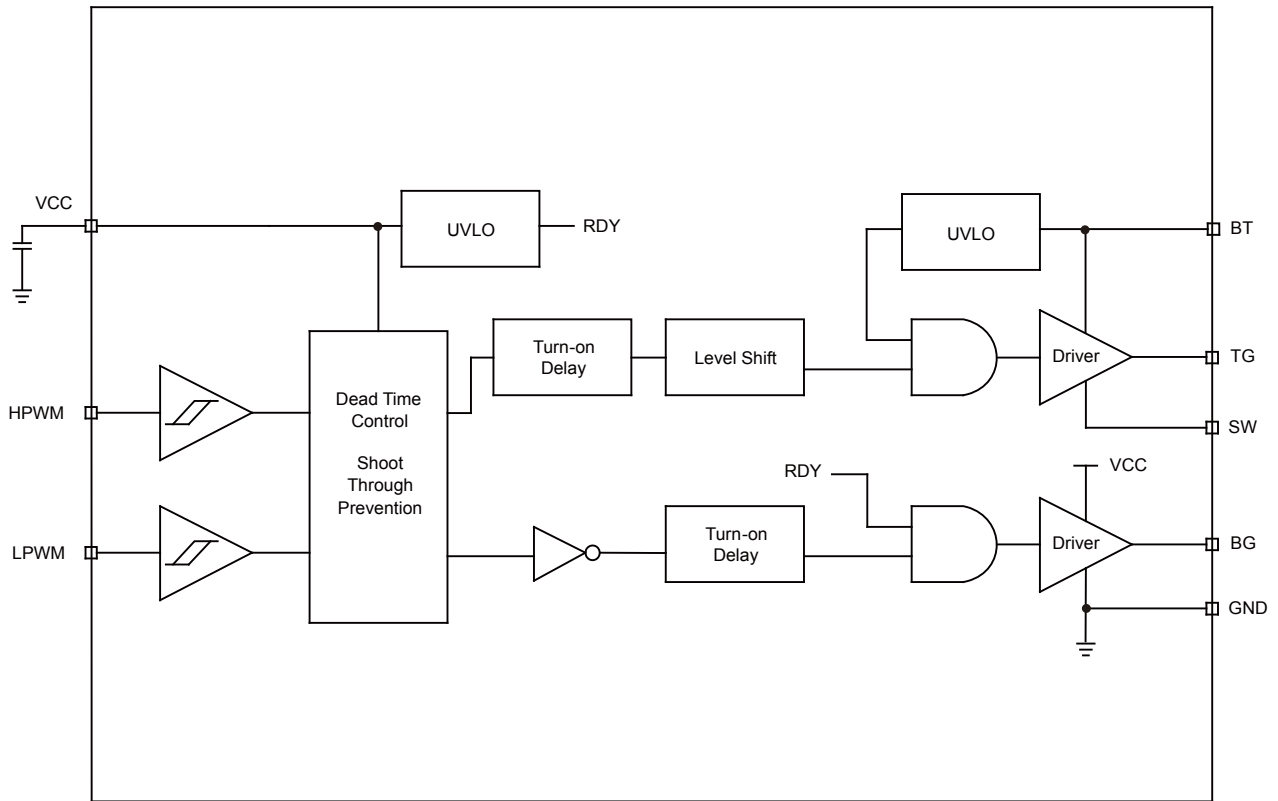 VCC
UVLO
RDY
UVLO
BT
Turn-on
Delay
Level Shift
Driver
TG
HPWM
Dead Time
Control
Shoot
Through
Prevention
SW
RDY
VCC
LPWM
Turn-on
Delay
Driver
BG
GND